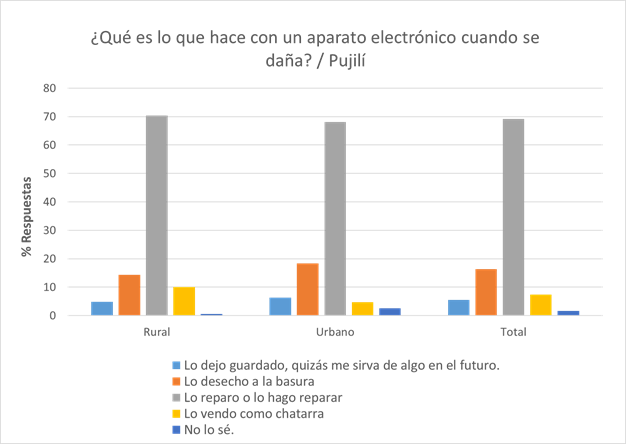 ¿Qué es lo que hace con un aparato electrónico cuando se
daña? / Pujilí
80
70
60
50
40
30
20
10
0
% Respuestas
Rural
Urbano
Total
Lo dejo guardado, quizás me sirva de algo en el futuro.
Lo desecho a la basura
Lo reparo o lo hago reparar
Lo vendo como chatarra
No lo sé.